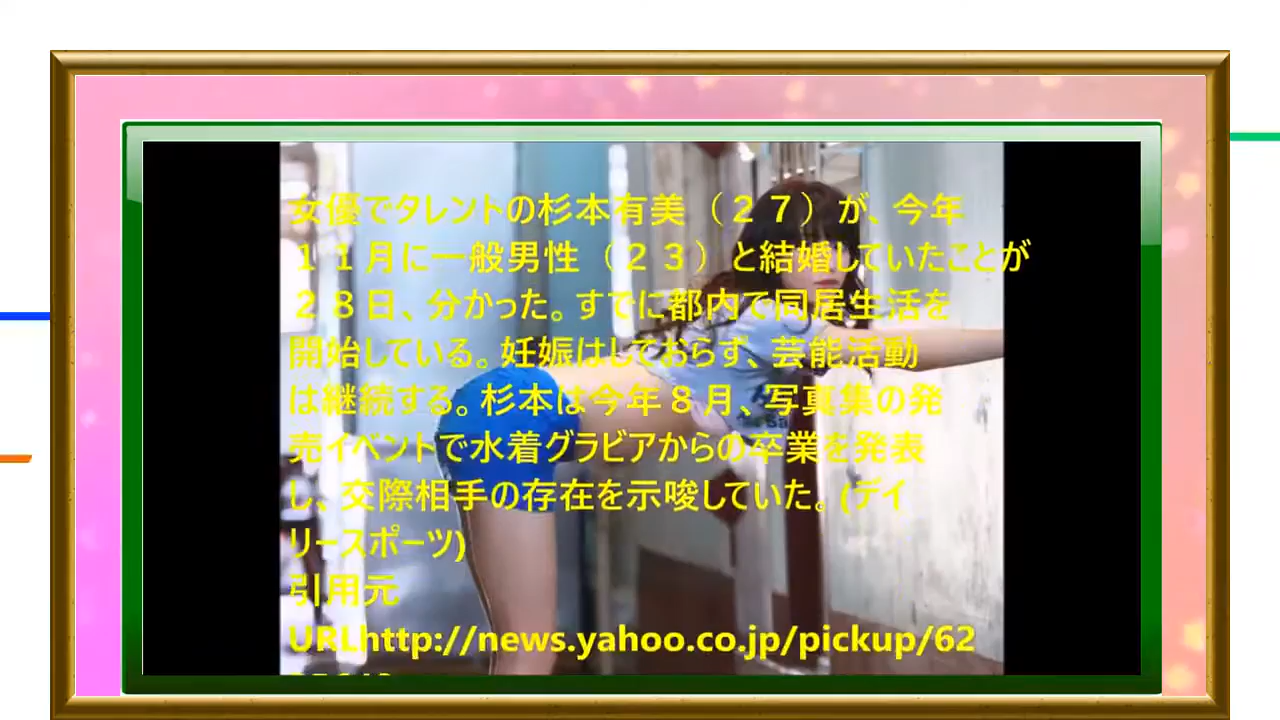 女優でタレントの杉本有美（２７）が、今年
１１月に一般男性（２３）と結婚していたことが
２８日、分かった。すでに都内で同居生活を
開始している。妊娠はしておらず、芸能活動
は継続する。杉本は今年８月、写真集の発
売イベントで水着グラビアからの卒業を発表
し、交際相手の存在を示唆していた。(デイ
リースポーツ)
引用元
URLhttp://news.yahoo.co.jp/pickup/62